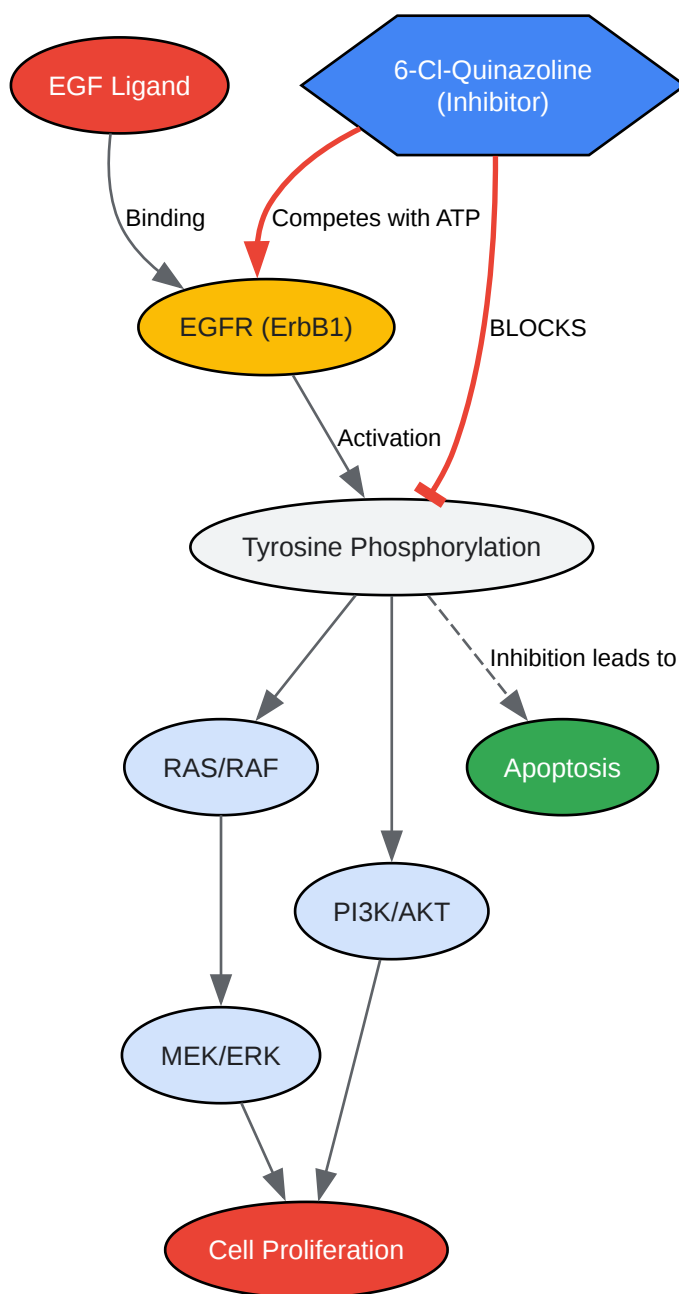 EGF Ligand
6-Cl-Quinazoline
(Inhibitor)
Binding
Competes with ATP
EGFR (ErbB1)
BLOCKS
Activation
Tyrosine Phosphorylation
Inhibition leads to
RAS/RAF
Apoptosis
PI3K/AKT
MEK/ERK
Cell Proliferation